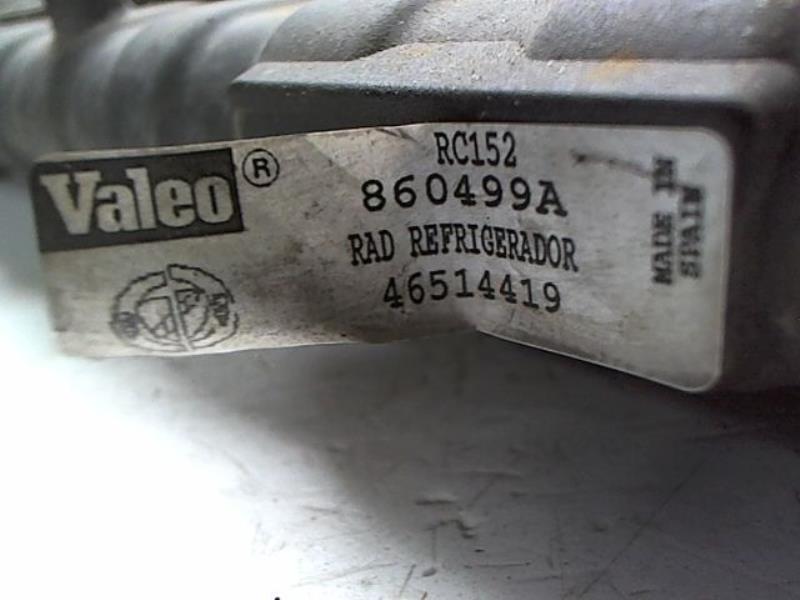 Valeo®
RC152
860499A
RAD REFRIGERADOR
46514419
MADE IN
SPAIN